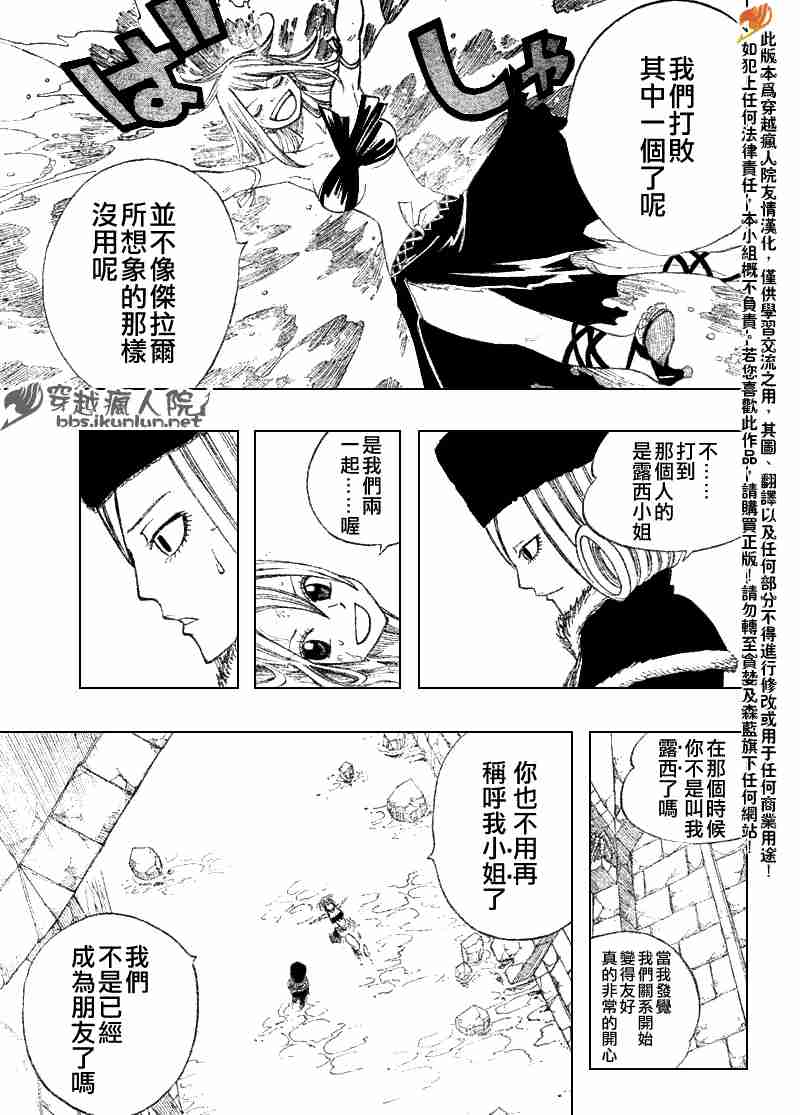 此版本爲穿越瘋人院友情漢化，僅供學習交流之用，其圖、翻譯以及任何部分不得進行修改或用于任何商業用途！
如犯上任何法律責任，本小組概不負責。若您喜歡此作品，請購買正版！請勿轉至貪婪及森藍旗下任何網站！
ばしゃ
我們打敗
其中一個了呢
並不像傑拉爾
所想象的那樣
沒用呢
穿越瘋人院
bbs.ikunlun.net
不……
打到
那個人的
是露西小姐
是我們兩
一起……喔
在那個時候
你不是叫我
露西了嗎
當我發覺
我們關系開始
變得友好
真的非常的開心
你也不用再
稱呼我小姐了
我們
不是已經
成為朋友了嗎